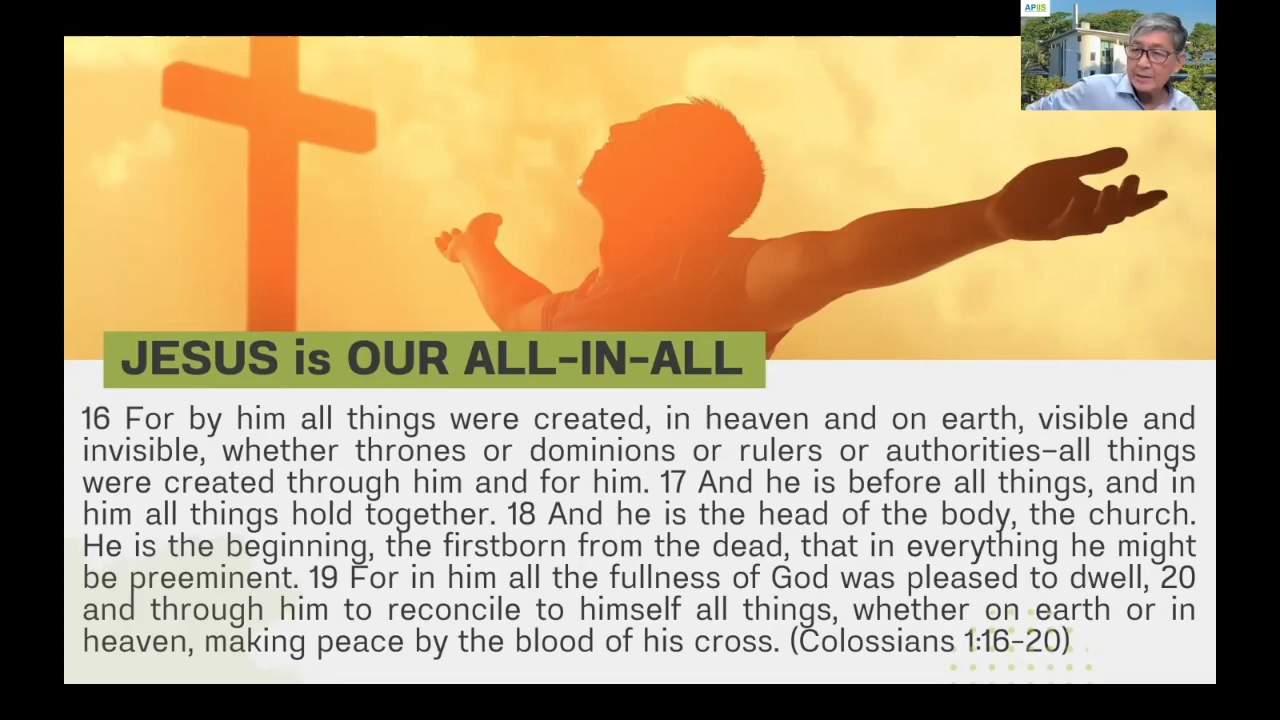 APIIS
JESUS is OUR ALL-IN-ALL
16 For by him all things were created, in heaven and on earth, visible and
invisible, whether thrones or dominions or rulers or authorities–all things
were created through him and for him. 17 And he is before all things, and in
him all things hold together. 18 And he is the head of the body, the church.
He is the beginning, the firstborn from the dead, that in everything he might
be preeminent. 19 For in him all the fullness of God was pleased to dwell, 20
and through him to reconcile to himself all things, whether on earth or in
heaven, making peace by the blood of his cross. (Colossians 1:16-20)